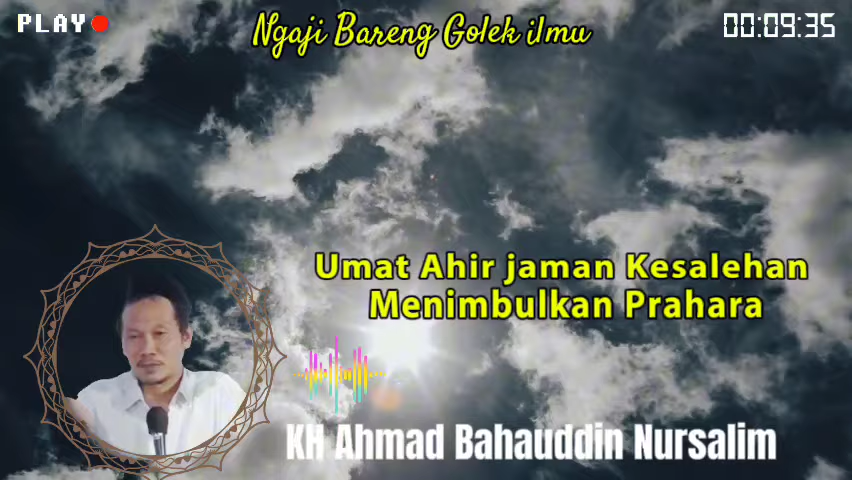 PLAY
Ngaji Bareng Golek ilmu
00:09:35
Umat Ahir jaman Kesalehan
Menimbulkan Prahara
KH Ahmad Bahauddin Nursalim